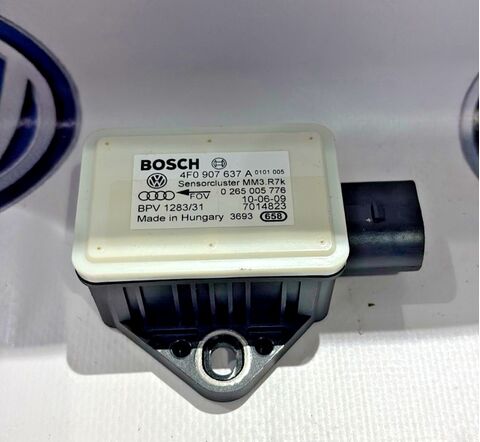 BOSCH 4F0 907 637 A 0101 005
Sensorcluster MM3.R7k
FOV 0 265 005 776
10-06-09
BPV 1283/31 7014823
Made in Hungary 3693 658